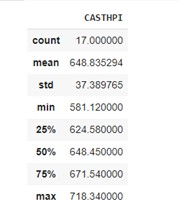 CASTHPI
count 17.000000
mean 648.835294
std 37.389765
min 581.120000
25% 624.580000
50% 648.450000
75% 671.540000
max 718.340000